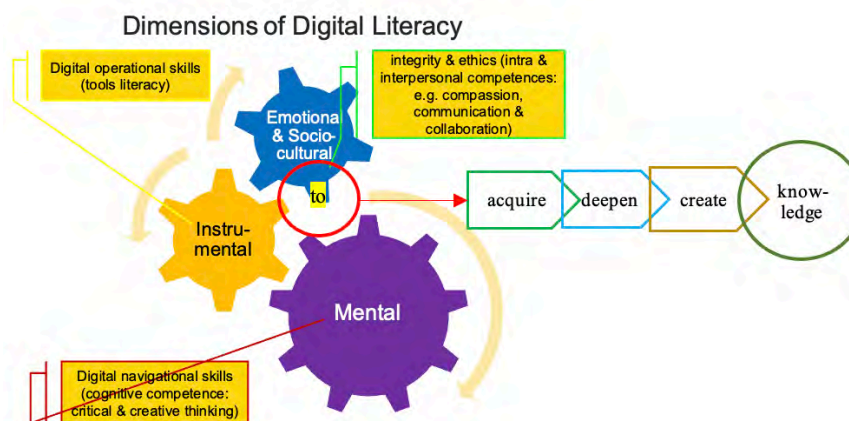 Dimensions of Digital Literacy
Digital operational skills
(tools literacy)
integrity & ethics (intra &
interpersonal competences:
e.g. compassion,
communication &
collaboration)
Emotional
& Socio-
cultural
to
Instru-
mental
Mental
acquire
deepen
create
know-
ledge
Digital navigational skills
(cognitive competence:
critical & creative thinking)